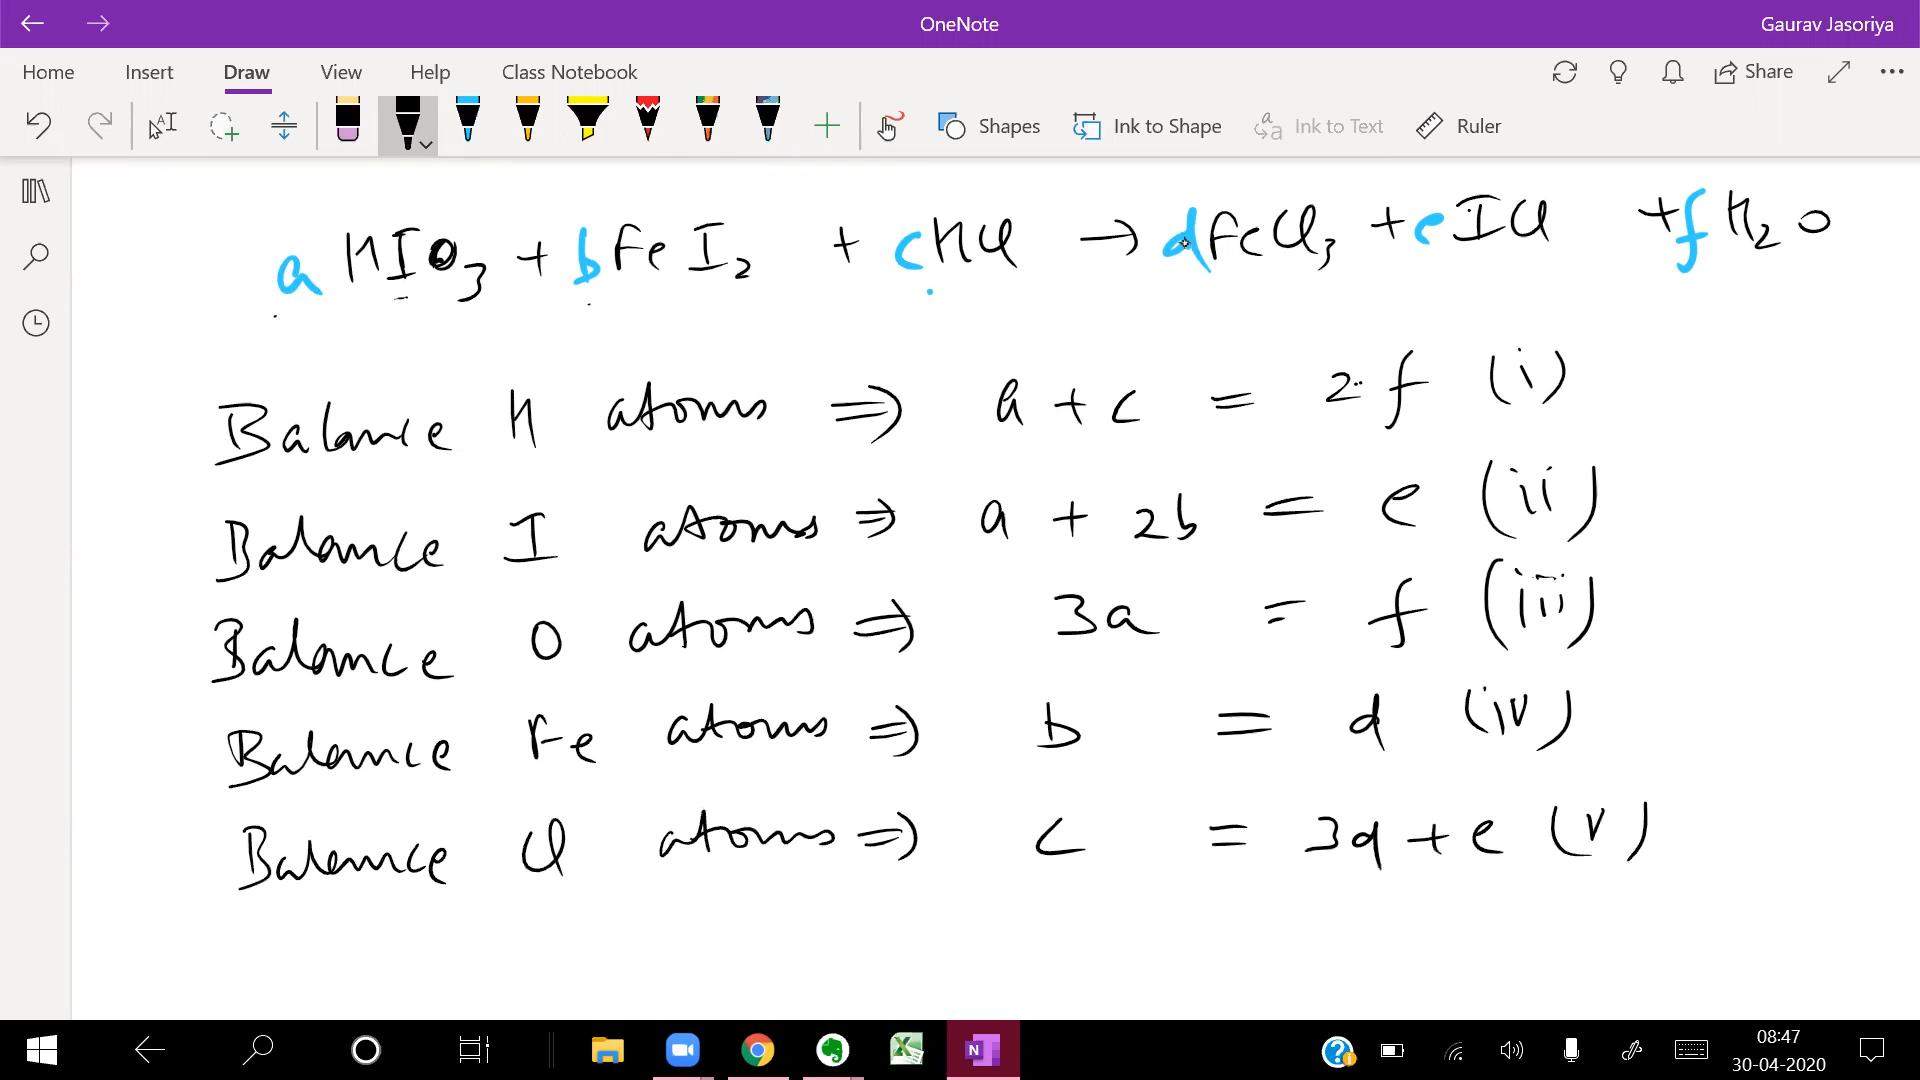 OneNote
Gaurav Jasoriya
Home Insert Draw View Help Class Notebook Share
Shapes Ink to Shape Ink to Text Ruler
a HIO3 + b FeI2 + c HCl → d FeCl3 + e ICl + f H2O
Balance H atoms ⇒ a + c = 2f (i)
Balance I atoms ⇒ a + 2b = e (ii)
Balance O atoms ⇒ 3a = f (iii)
Balance Fe atoms ⇒ b = d (iv)
Balance Cl atoms ⇒ c = 3d + e (v)
08:47
30-04-2020